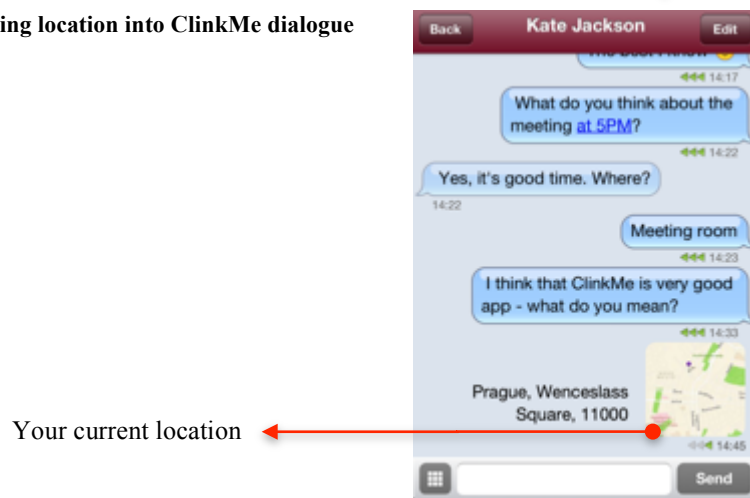 ing location into ClinkMe dialogue
Back
Kate Jackson
Edit
14:17
What do you think about the
meeting at 5PM?
14:22
Yes, it's good time. Where?
14:22
Meeting room
14:23
I think that ClinkMe is very good
app - what do you mean?
14:33
Prague, Wenceslass
Square, 11000
Your current location
14:45
Send